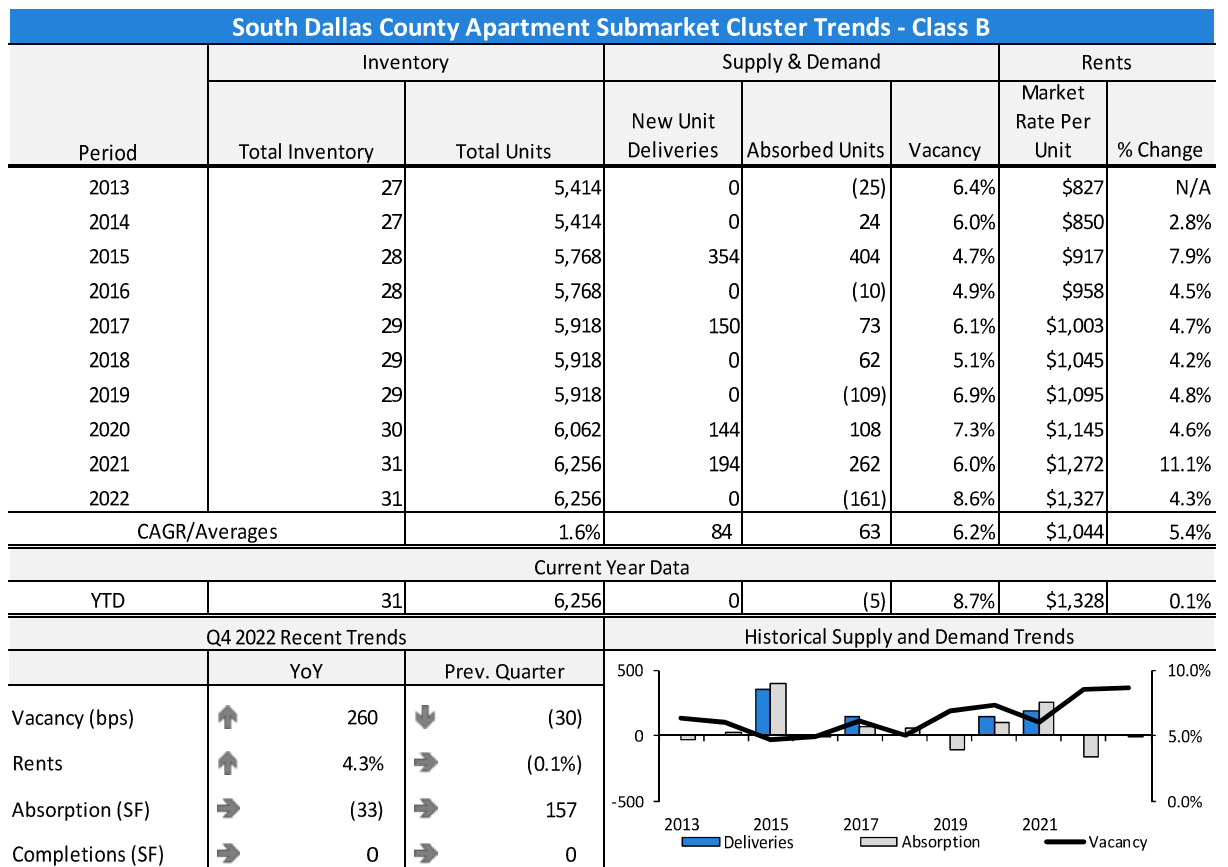 South Dallas County Apartment Submarket Cluster Trends - Class B
Inventory Supply & Demand Rents
Period Total Inventory Total Units New Unit Deliveries Absorbed Units Vacancy Market Rate Per Unit % Change
2013 27 5,414 0 (25) 6.4% $827 N/A
2014 27 5,414 0 24 6.0% $850 2.8%
2015 28 5,768 354 404 4.7% $917 7.9%
2016 28 5,768 0 (10) 4.9% $958 4.5%
2017 29 5,918 150 73 6.1% $1,003 4.7%
2018 29 5,918 0 62 5.1% $1,045 4.2%
2019 29 5,918 0 (109) 6.9% $1,095 4.8%
2020 30 6,062 144 108 7.3% $1,145 4.6%
2021 31 6,256 194 262 6.0% $1,272 11.1%
2022 31 6,256 0 (161) 8.6% $1,327 4.3%
CAGR/Averages 1.6% 84 63 6.2% $1,044 5.4%
Current Year Data
YTD 31 6,256 0 (5) 8.7% $1,328 0.1%
Q4 2022 Recent Trends
YoY Prev. Quarter
Vacancy (bps) 260 (30)
Rents 4.3% (0.1%)
Absorption (SF) (33) 157
Completions (SF) 0 0
Historical Supply and Demand Trends
500 10.0%
0 5.0%
-500 0.0%
2013 2015 2017 2019 2021
Deliveries Absorption Vacancy